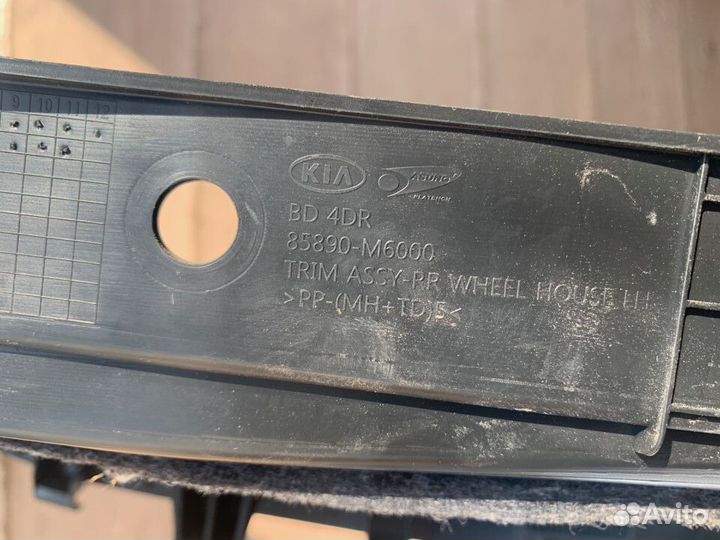 9 10 11 12
KIA
BD 4DR
85890-M6000
TRIM ASSY-RR WHEEL HOUSE LH
>PP-(MH+TD)5<
Avito